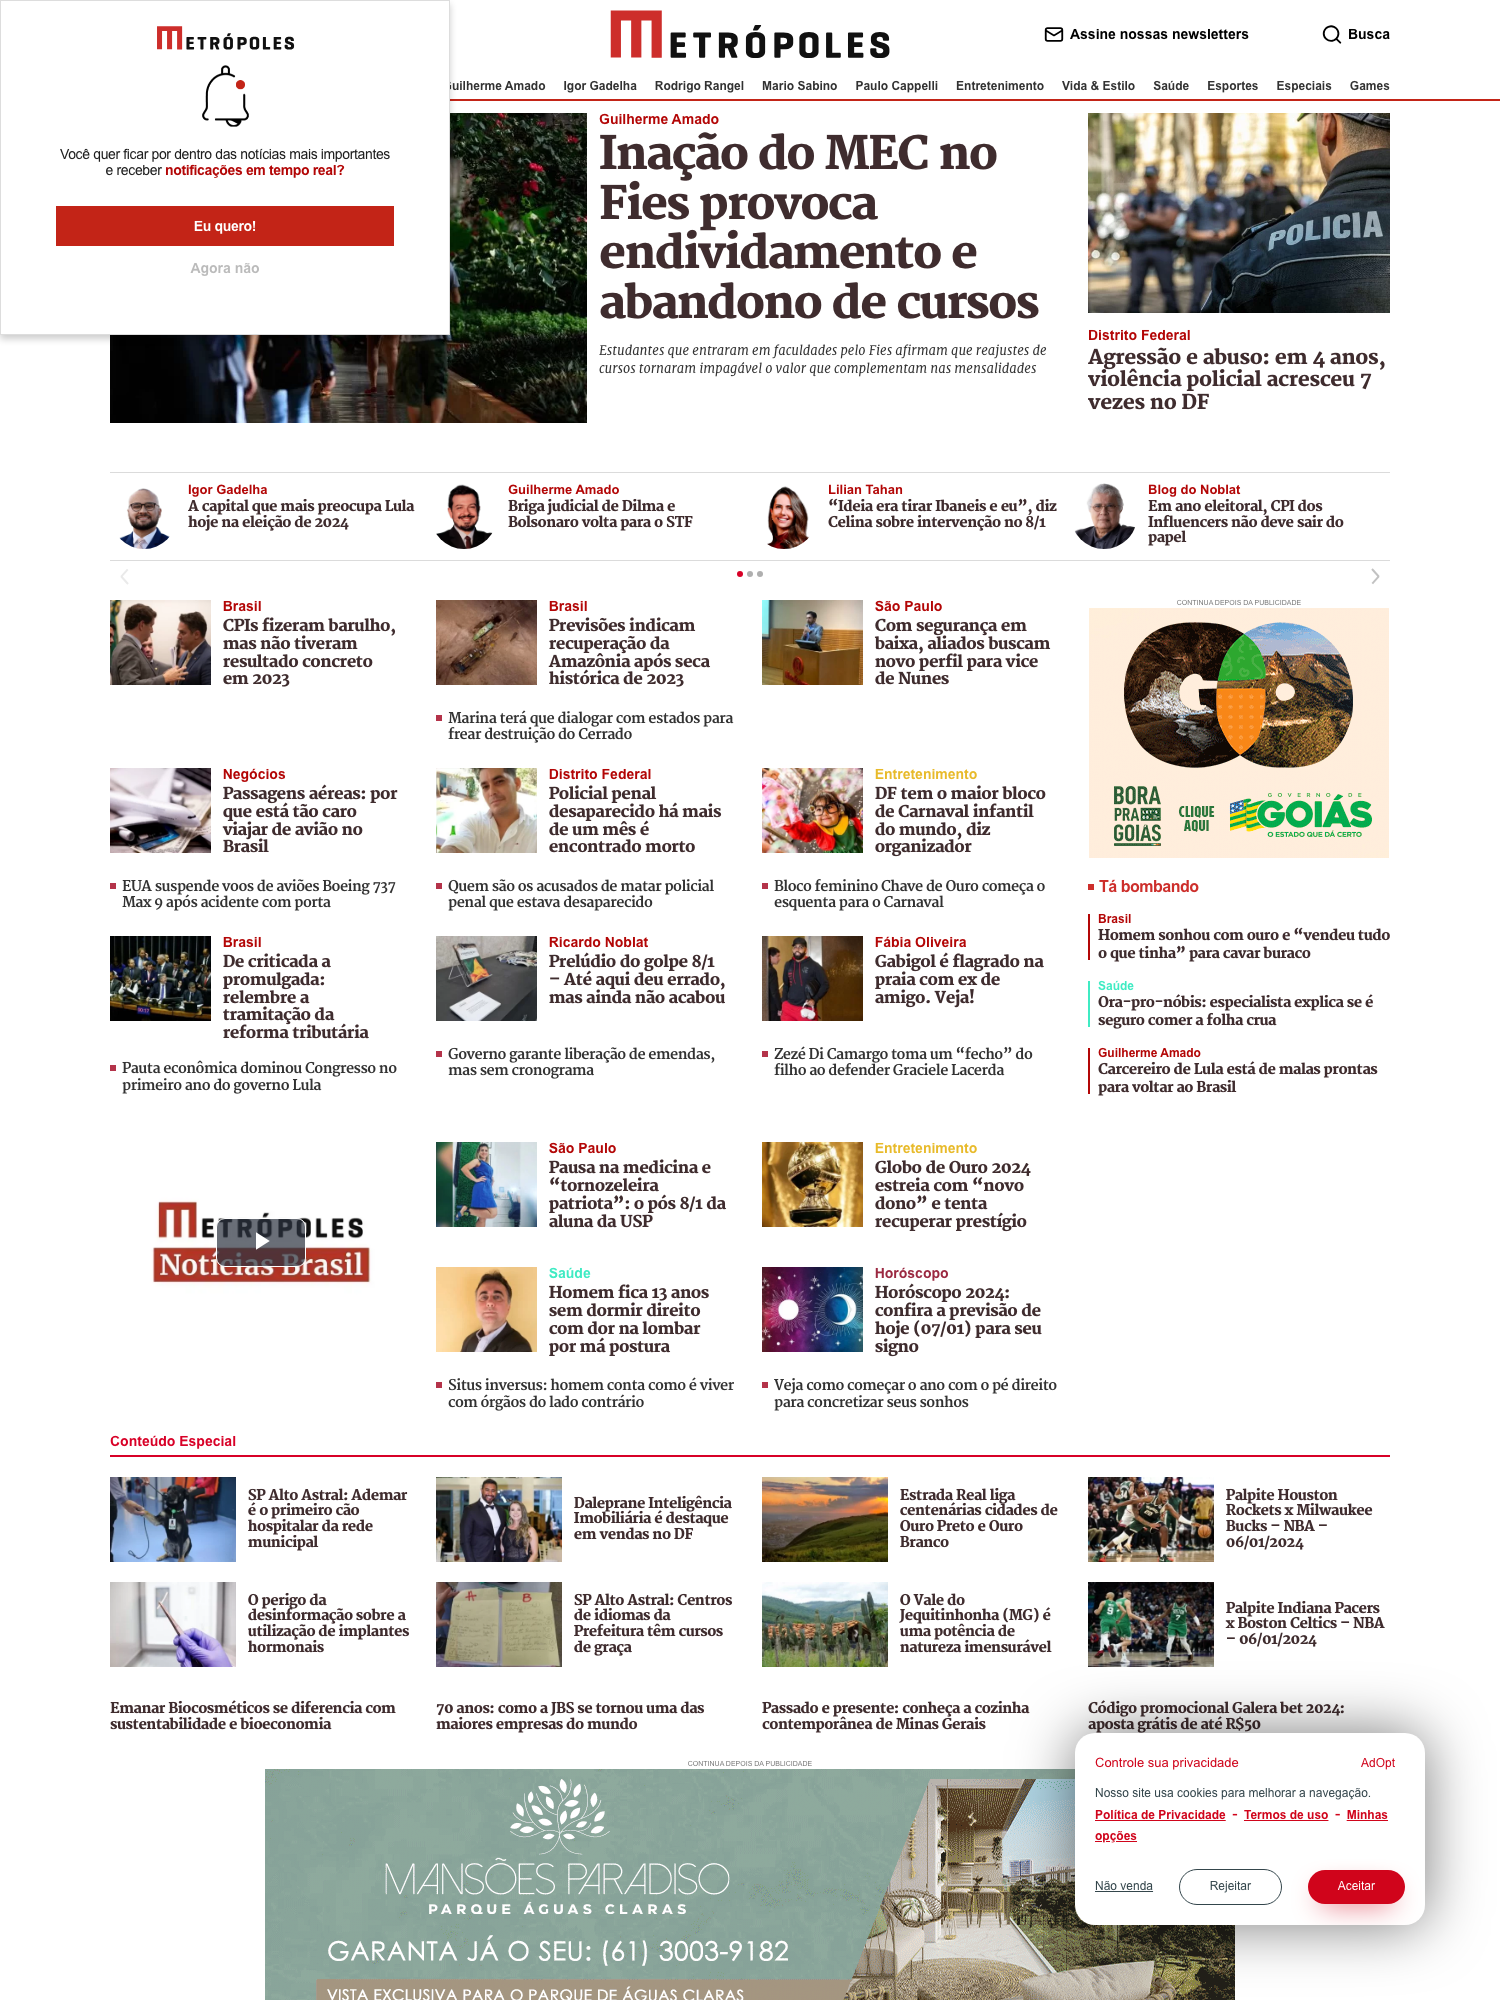 METRÓPOLES
Você quer ficar por dentro das notícias mais importantes
e receber notificações em tempo real?
Eu quero!
Agora não
METRÓPOLES
Assine nossas newsletters
Busca
Guilherme Amado Igor Gadelha Rodrigo Rangel Mario Sabino Paulo Cappelli Entretenimento Vida & Estilo Saúde Esportes Especiais Games
Guilherme Amado
Inação do MEC no
Fies provoca
endividamento e
abandono de cursos
Estudantes que entraram em faculdades pelo Fies afirmam que reajustes de
cursos tornaram impagável o valor que complementam nas mensalidades
POLICIA
Distrito Federal
Agressão e abuso: em 4 anos,
violência policial acresceu 7
vezes no DF
Igor Gadelha
A capital que mais preocupa Lula
hoje na eleição de 2024
Guilherme Amado
Briga judicial de Dilma e
Bolsonaro volta para o STF
Lilian Tahan
“Ideia era tirar Ibaneis e eu”, diz
Celina sobre intervenção no 8/1
Blog do Noblat
Em ano eleitoral, CPI dos
Influencers não deve sair do
papel
Brasil
CPIs fizeram barulho,
mas não tiveram
resultado concreto
em 2023
Brasil
Previsões indicam
recuperação da
Amazônia após seca
histórica de 2023
Marina terá que dialogar com estados para
frear destruição do Cerrado
São Paulo
Com segurança em
baixa, aliados buscam
novo perfil para vice
de Nunes
CONTINUA DEPOIS DA PUBLICIDADE
BORA
PRA
GOIÁS
CLIQUE
AQUI
GOVERNO DE
GOIÁS
O ESTADO QUE DÁ CERTO
Negócios
Passagens aéreas: por
que está tão caro
viajar de avião no
Brasil
EUA suspende voos de aviões Boeing 737
Max 9 após acidente com porta
Distrito Federal
Policial penal
desaparecido há mais
de um mês é
encontrado morto
Quem são os acusados de matar policial
penal que estava desaparecido
Entretenimento
DF tem o maior bloco
de Carnaval infantil
do mundo, diz
organizador
Bloco feminino Chave de Ouro começa o
esquenta para o Carnaval
Tá bombando
Brasil
Homem sonhou com ouro e “vendeu tudo
o que tinha” para cavar buraco
Saúde
Ora-pro-nóbis: especialista explica se é
seguro comer a folha crua
Guilherme Amado
Carcereiro de Lula está de malas prontas
para voltar ao Brasil
Brasil
De criticada a
promulgada:
relembre a
tramitação da
reforma tributária
Pauta econômica dominou Congresso no
primeiro ano do governo Lula
Ricardo Noblat
Prelúdio do golpe 8/1
– Até aqui deu errado,
mas ainda não acabou
Governo garante liberação de emendas,
mas sem cronograma
Fábia Oliveira
Gabigol é flagrado na
praia com ex de
amigo. Veja!
Zezé Di Camargo toma um “fecho” do
filho ao defender Graciele Lacerda
METRÓPOLES
Notícias Brasil
São Paulo
Pausa na medicina e
“tornozeleira
patriota”: o pós 8/1 da
aluna da USP
Entretenimento
Globo de Ouro 2024
estreia com “novo
dono” e tenta
recuperar prestígio
Saúde
Homem fica 13 anos
sem dormir direito
com dor na lombar
por má postura
Situs inversus: homem conta como é viver
com órgãos do lado contrário
Horóscopo
Horóscopo 2024:
confira a previsão de
hoje (07/01) para seu
signo
Veja como começar o ano com o pé direito
para concretizar seus sonhos
Conteúdo Especial
SP Alto Astral: Ademar
é o primeiro cão
hospitalar da rede
municipal
Daleprane Inteligência
Imobiliária é destaque
em vendas no DF
Estrada Real liga
centenárias cidades de
Ouro Preto e Ouro
Branco
Palpite Houston
Rockets x Milwaukee
Bucks – NBA –
06/01/2024
O perigo da
desinformação sobre a
utilização de implantes
hormonais
A B
SP Alto Astral: Centros
de idiomas da
Prefeitura têm cursos
de graça
O Vale do
Jequitinhonha (MG) é
uma potência de
natureza imensurável
Palpite Indiana Pacers
x Boston Celtics – NBA
– 06/01/2024
Emanar Biocosméticos se diferencia com
sustentabilidade e bioeconomia
70 anos: como a JBS se tornou uma das
maiores empresas do mundo
Passado e presente: conheça a cozinha
contemporânea de Minas Gerais
Código promocional Galera bet 2024:
aposta grátis de até R$50
CONTINUA DEPOIS DA PUBLICIDADE
MANSÕES PARADISO
PARQUE ÁGUAS CLARAS
GARANTA JÁ O SEU: (61) 3003-9182
VISTA EXCLUSIVA PARA O PARQUE DE ÁGUAS CLARAS
Controle sua privacidade
AdOpt
Nosso site usa cookies para melhorar a navegação.
Política de Privacidade - Termos de uso - Minhas
opções
Não venda
Rejeitar
Aceitar